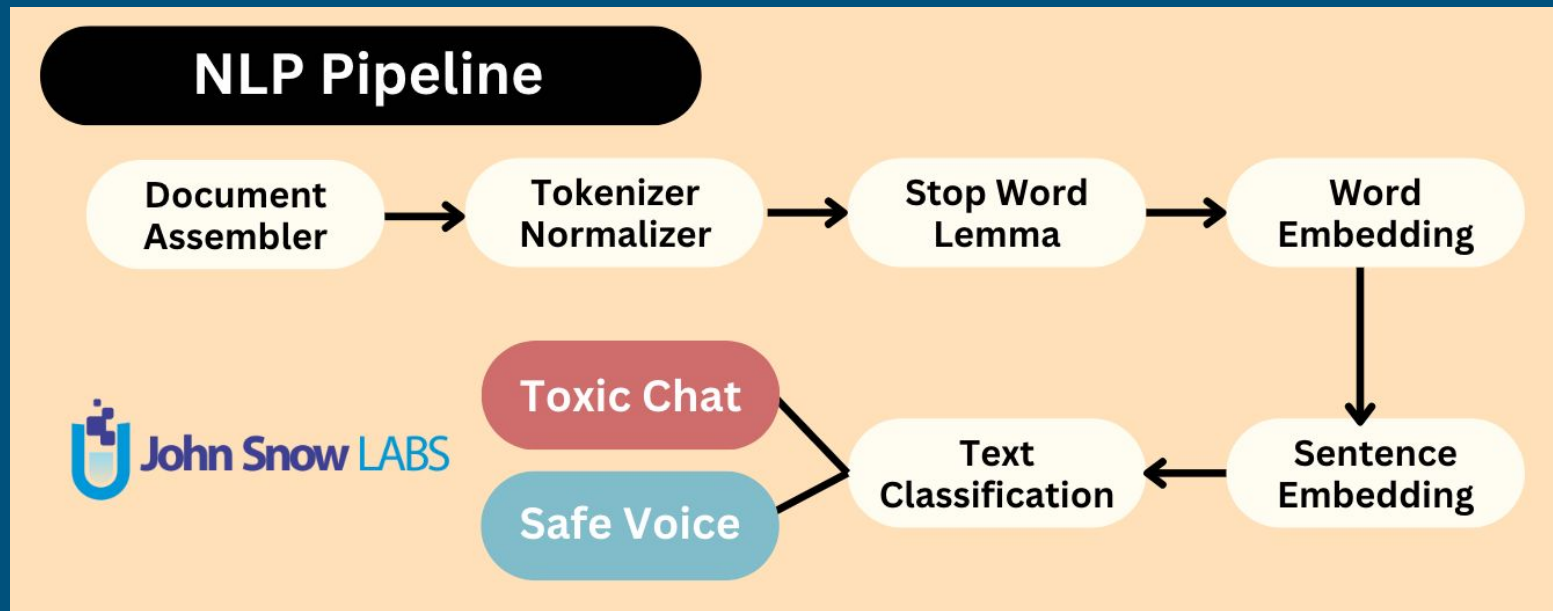 NLP Pipeline
Document
Assembler
Tokenizer
Normalizer
Stop Word
Lemma
Word
Embedding
Sentence
Embedding
Text
Classification
Toxic Chat
Safe Voice
John Snow LABS